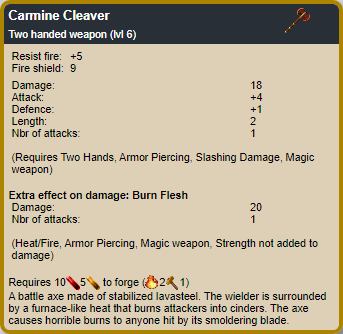 Carmine Cleaver
Two handed weapon (lvl 6)
Resist fire: +5
Fire shield: 9
Damage: 18
Attack: +4
Defence: +1
Length: 2
Nbr of attacks: 1
(Requires Two Hands, Armor Piercing, Slashing Damage, Magic
weapon)
Extra effect on damage: Burn Flesh
Damage: 20
Nbr of attacks: 1
(Heat/Fire, Armor Piercing, Magic weapon, Strength not added to
damage)
Requires 10 5 to forge ( 2 1)
A battle axe made of stabilized lavasteel. The wielder is surrounded
by a furnace-like heat that burns attackers into cinders. The axe
causes horrible burns to anyone hit by its smoldering blade.